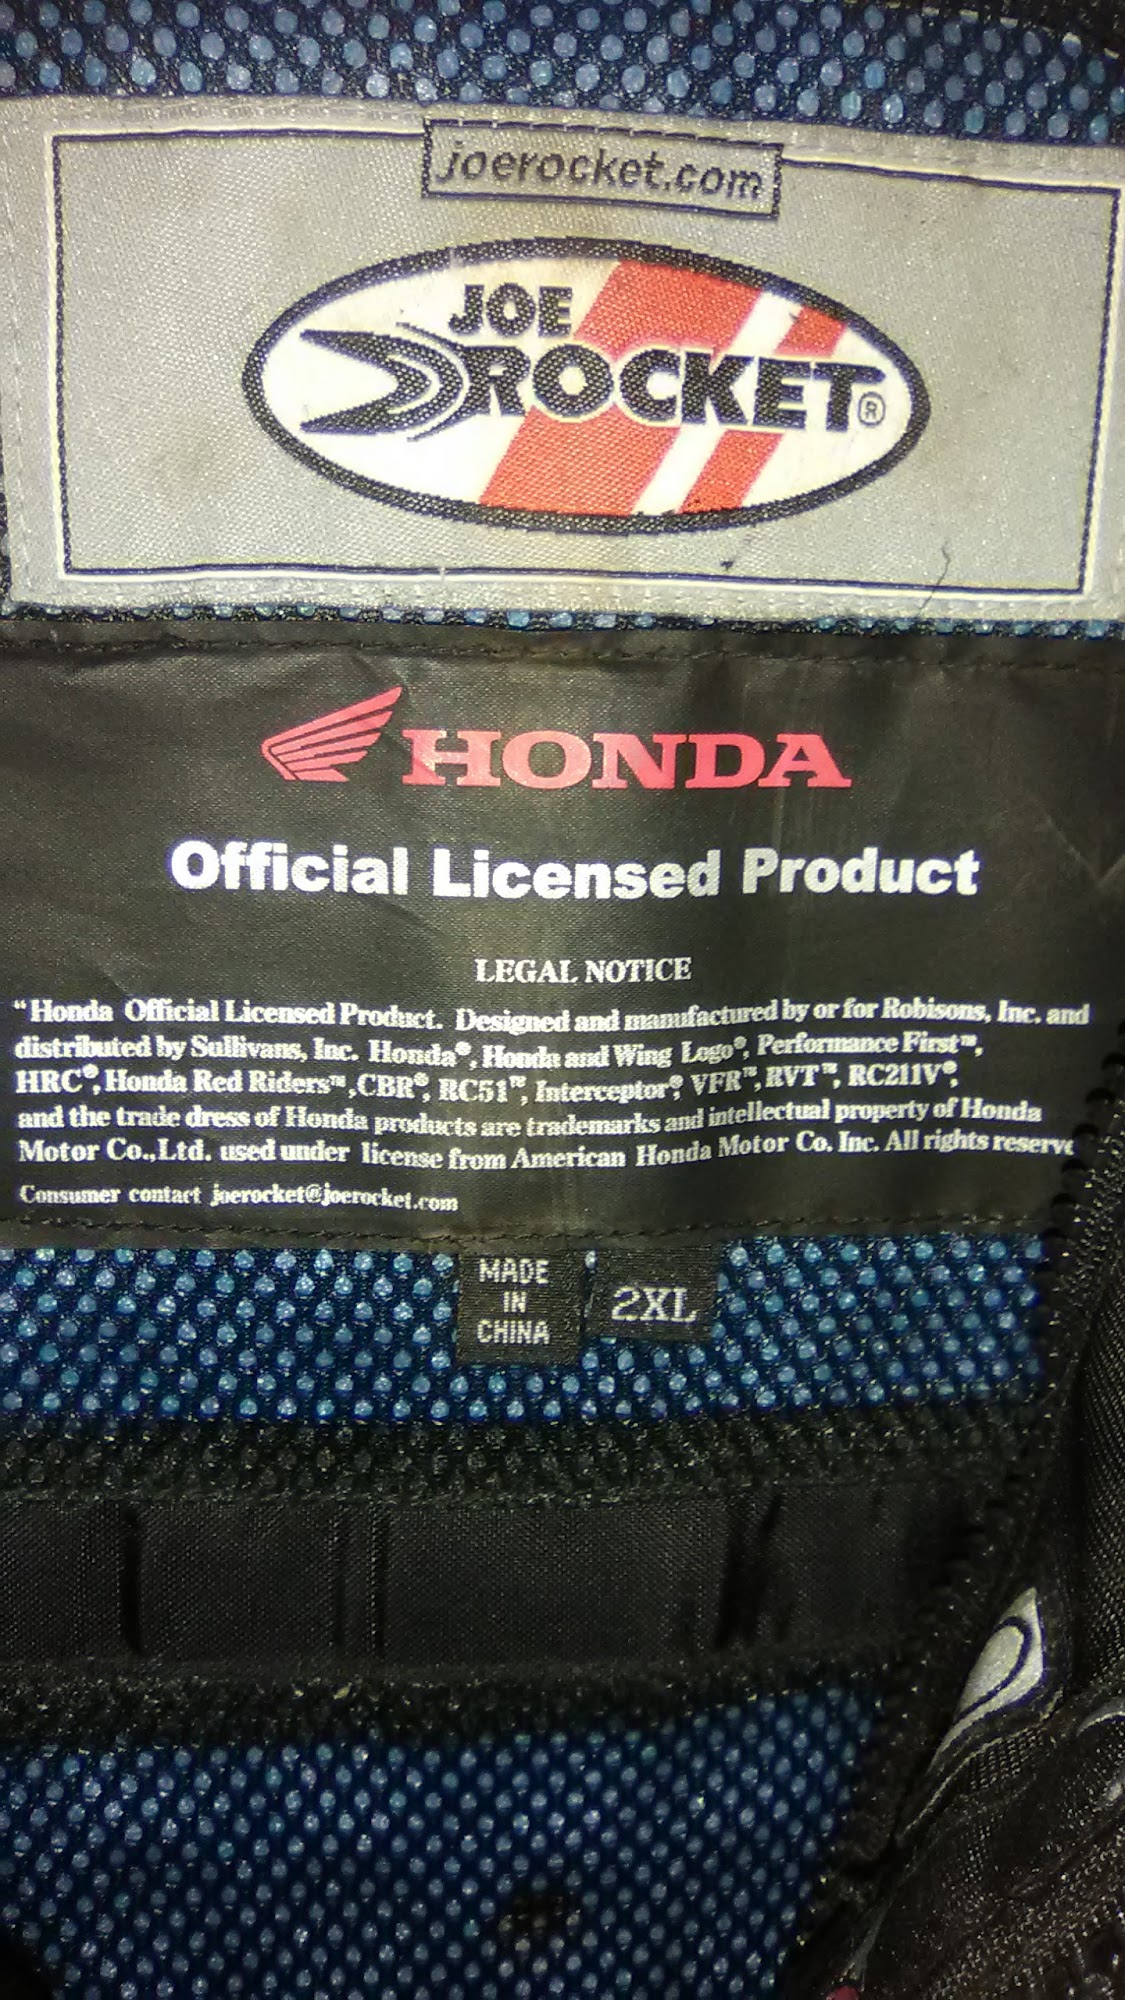 joerocket.com
JOE
ROCKET®
HONDA
Official Licensed Product
LEGAL NOTICE
"Honda Official Licensed Product. Designed and manufactured by or for Robisons, Inc. and
distributed by Sullivans, Inc. Honda®, Honda and Wing Logo®, Performance First™,
HRC®, Honda Red Riders™,CBR®, RC51™, Interceptor®, VFR™, RVT™, RC211V®,
and the trade dress of Honda products are trademarks and intellectual property of Honda
Motor Co.,Ltd. used under license from American Honda Motor Co. Inc. All rights reserve
Consumer contact joerocket@joerocket.com
MADE
IN
CHINA
2XL